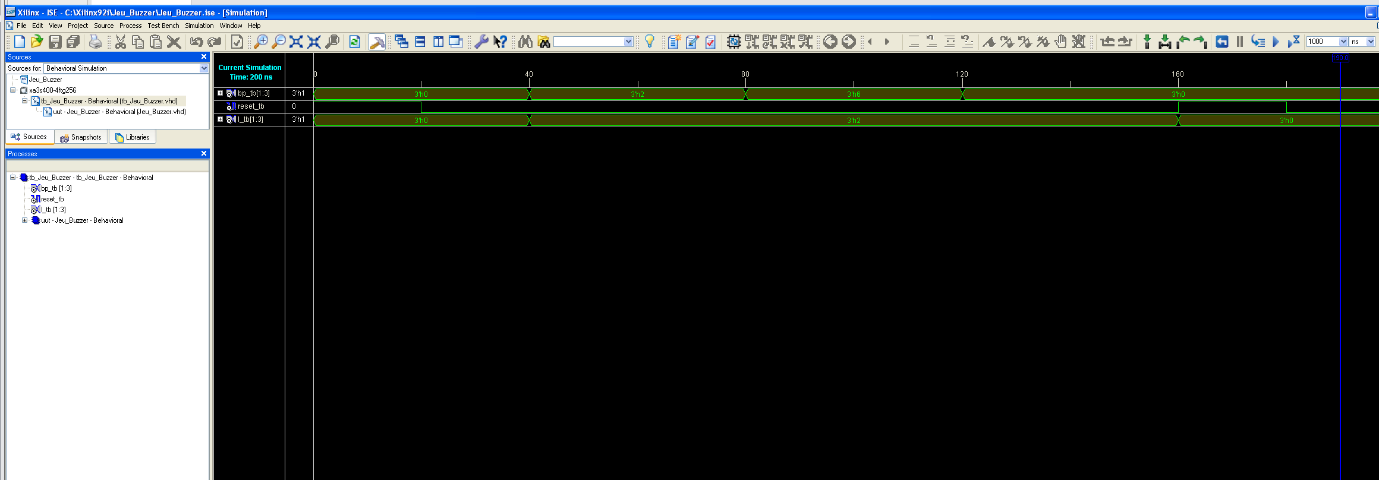 Xilinx - ISE - C:\Xilinx92i\Jeu_Buzzer\Jeu_Buzzer.ise - [Simulation]
File Edit View Project Source Process Test Bench Simulation Window Help
1000 ns
Sources
Sources for: Behavioral Simulation
Jeu_Buzzer
xa3s400-4ftg256
tb_Jeu_Buzzer - Behavioral (tb_Jeu_Buzzer.vhd)
uut - Jeu_Buzzer - Behavioral (Jeu_Buzzer.vhd)
Sources Snapshots Libraries
Processes
tb_Jeu_Buzzer - tb_Jeu_Buzzer - Behavioral
bp_tb [1:3]
reset_tb
l_tb [1:3]
uut - Jeu_Buzzer - Behavioral
Current Simulation
Time: 200 ns
0 40 80 120 160
bp_tb[1:3] 3'h1 3'h0 3'h2 3'h6 3'h0
reset_tb 0
l_tb[1:3] 3'h1 3'h0 3'h2 3'h0